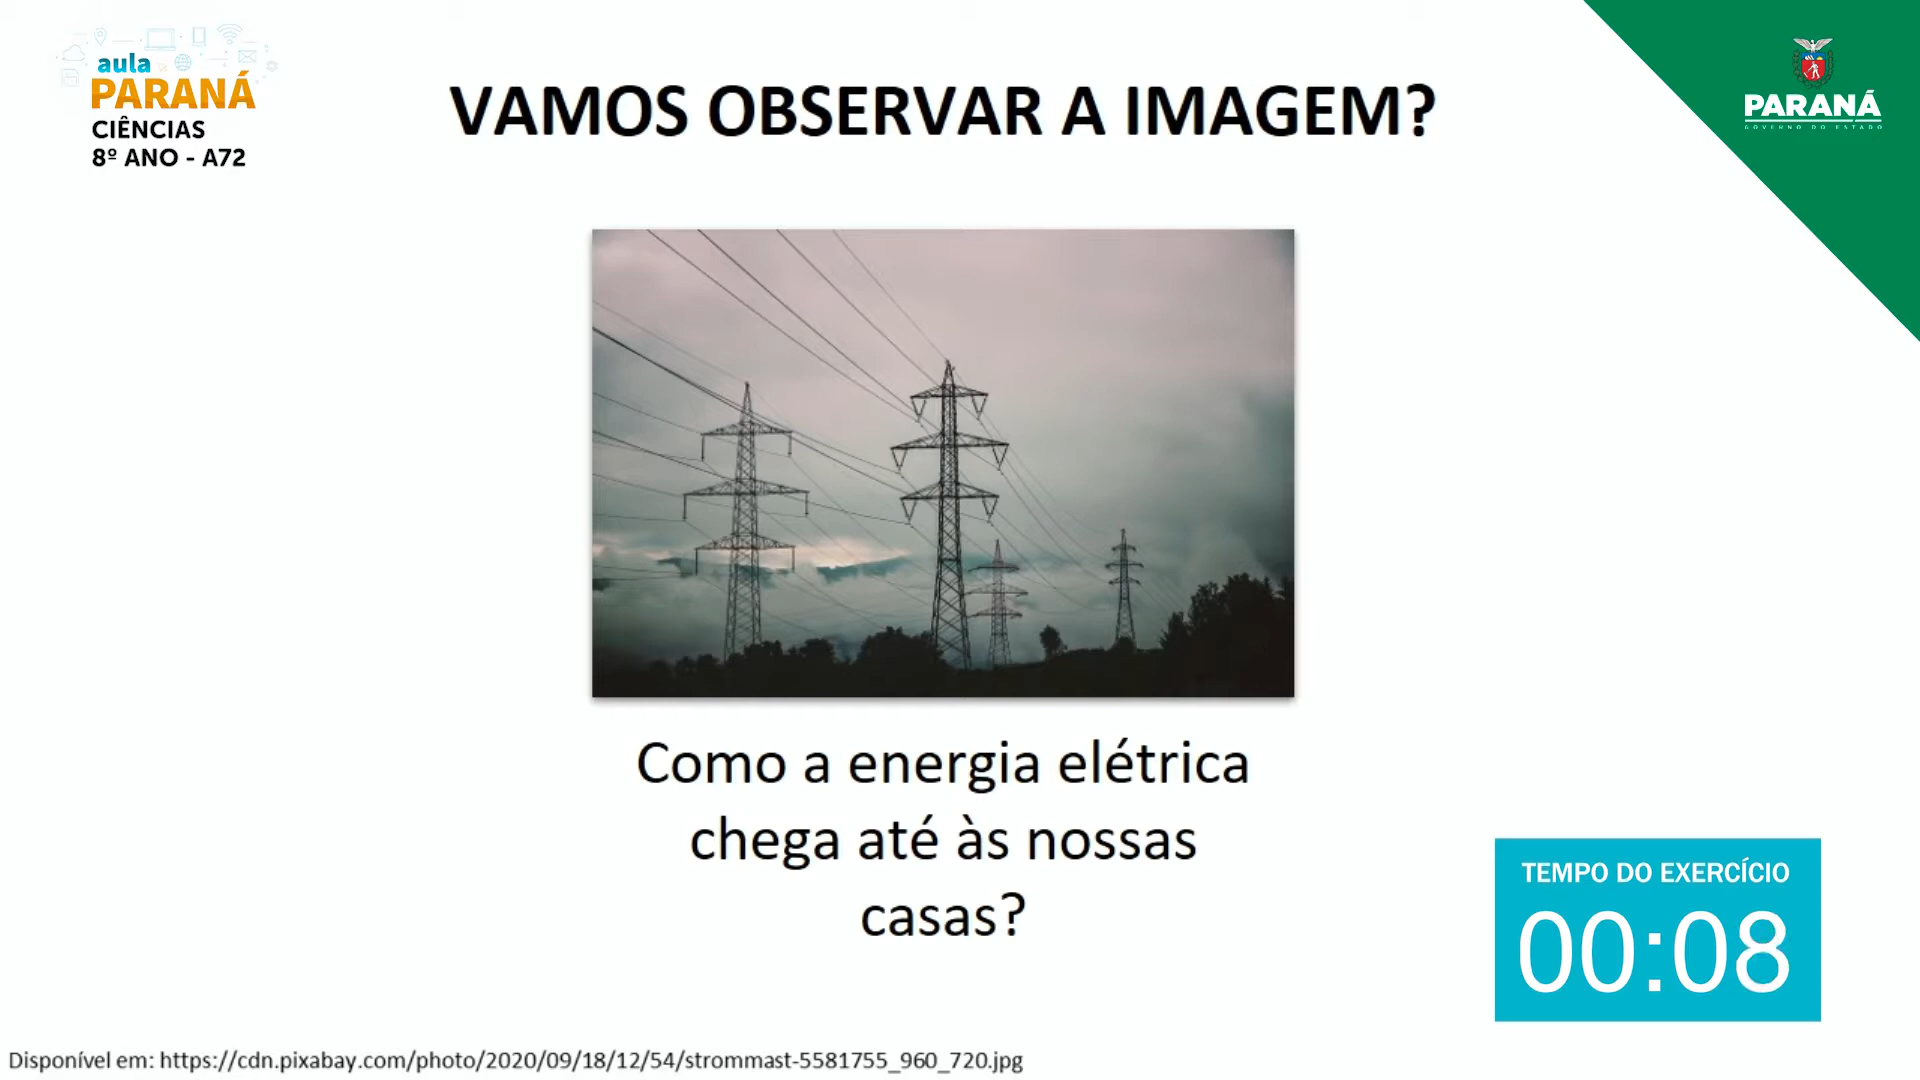 aula
PARANÁ
CIÊNCIAS
8º ANO - A72
VAMOS OBSERVAR A IMAGEM?
PARANÁ
GOVERNO DO ESTADO
Como a energia elétrica
chega até às nossas
casas?
TEMPO DO EXERCÍCIO
00:08
Disponível em: https://cdn.pixabay.com/photo/2020/09/18/12/54/strommast-5581755_960_720.jpg